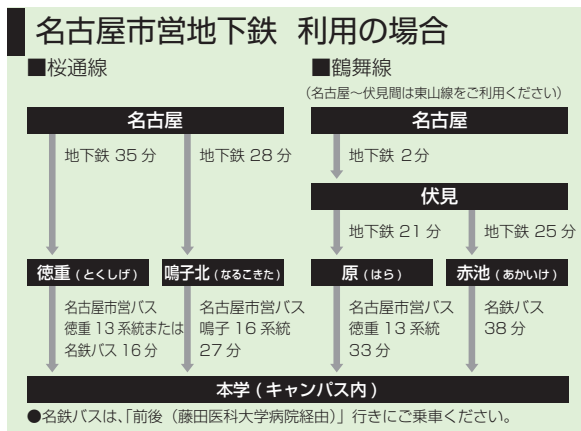 名古屋市営地下鉄 利用の場合
■桜通線
名古屋
地下鉄 35 分
地下鉄 28 分
徳重 ( とくしげ )
鳴子北 ( なるこきた )
名古屋市営バス
徳重 13 系統または
名鉄バス 16 分
名古屋市営バス
鳴子 16 系統
27 分
■鶴舞線
（名古屋～伏見間は東山線をご利用ください）
名古屋
地下鉄 2 分
伏見
地下鉄 21 分
地下鉄 25 分
原 ( はら )
赤池 ( あかいけ )
名古屋市営バス
徳重 13 系統
33 分
名鉄バス
38 分
本学 ( キャンパス内 )
●名鉄バスは、「前後（藤田医科大学病院経由）」行きにご乗車ください。